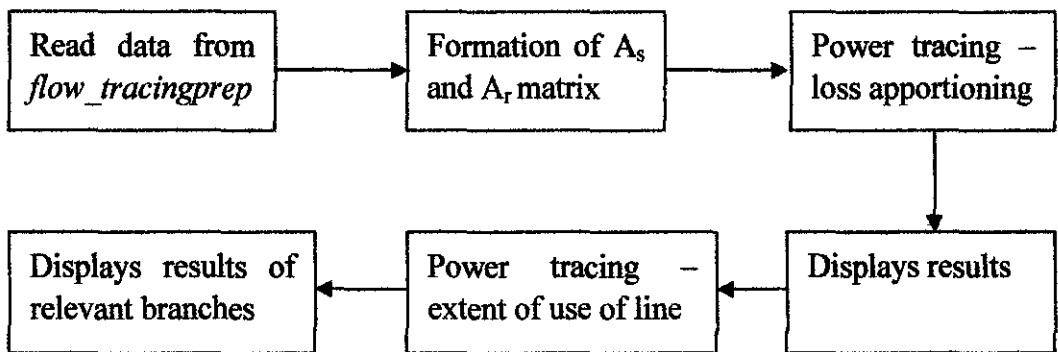 Read data from
flow_tracingprep
Formation of As
and Ar matrix
Power tracing –
loss apportioning
Displays results
Power tracing –
extent of use of line
Displays results of
relevant branches